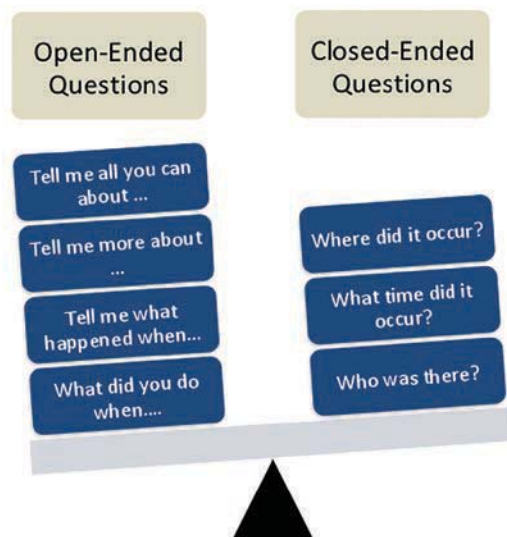 Open-Ended
Questions
Closed-Ended
Questions
Tell me all you can
about ...
Tell me more about
...
Tell me what
happened when...
What did you do
when....
Where did it occur?
What time did it
occur?
Who was there?